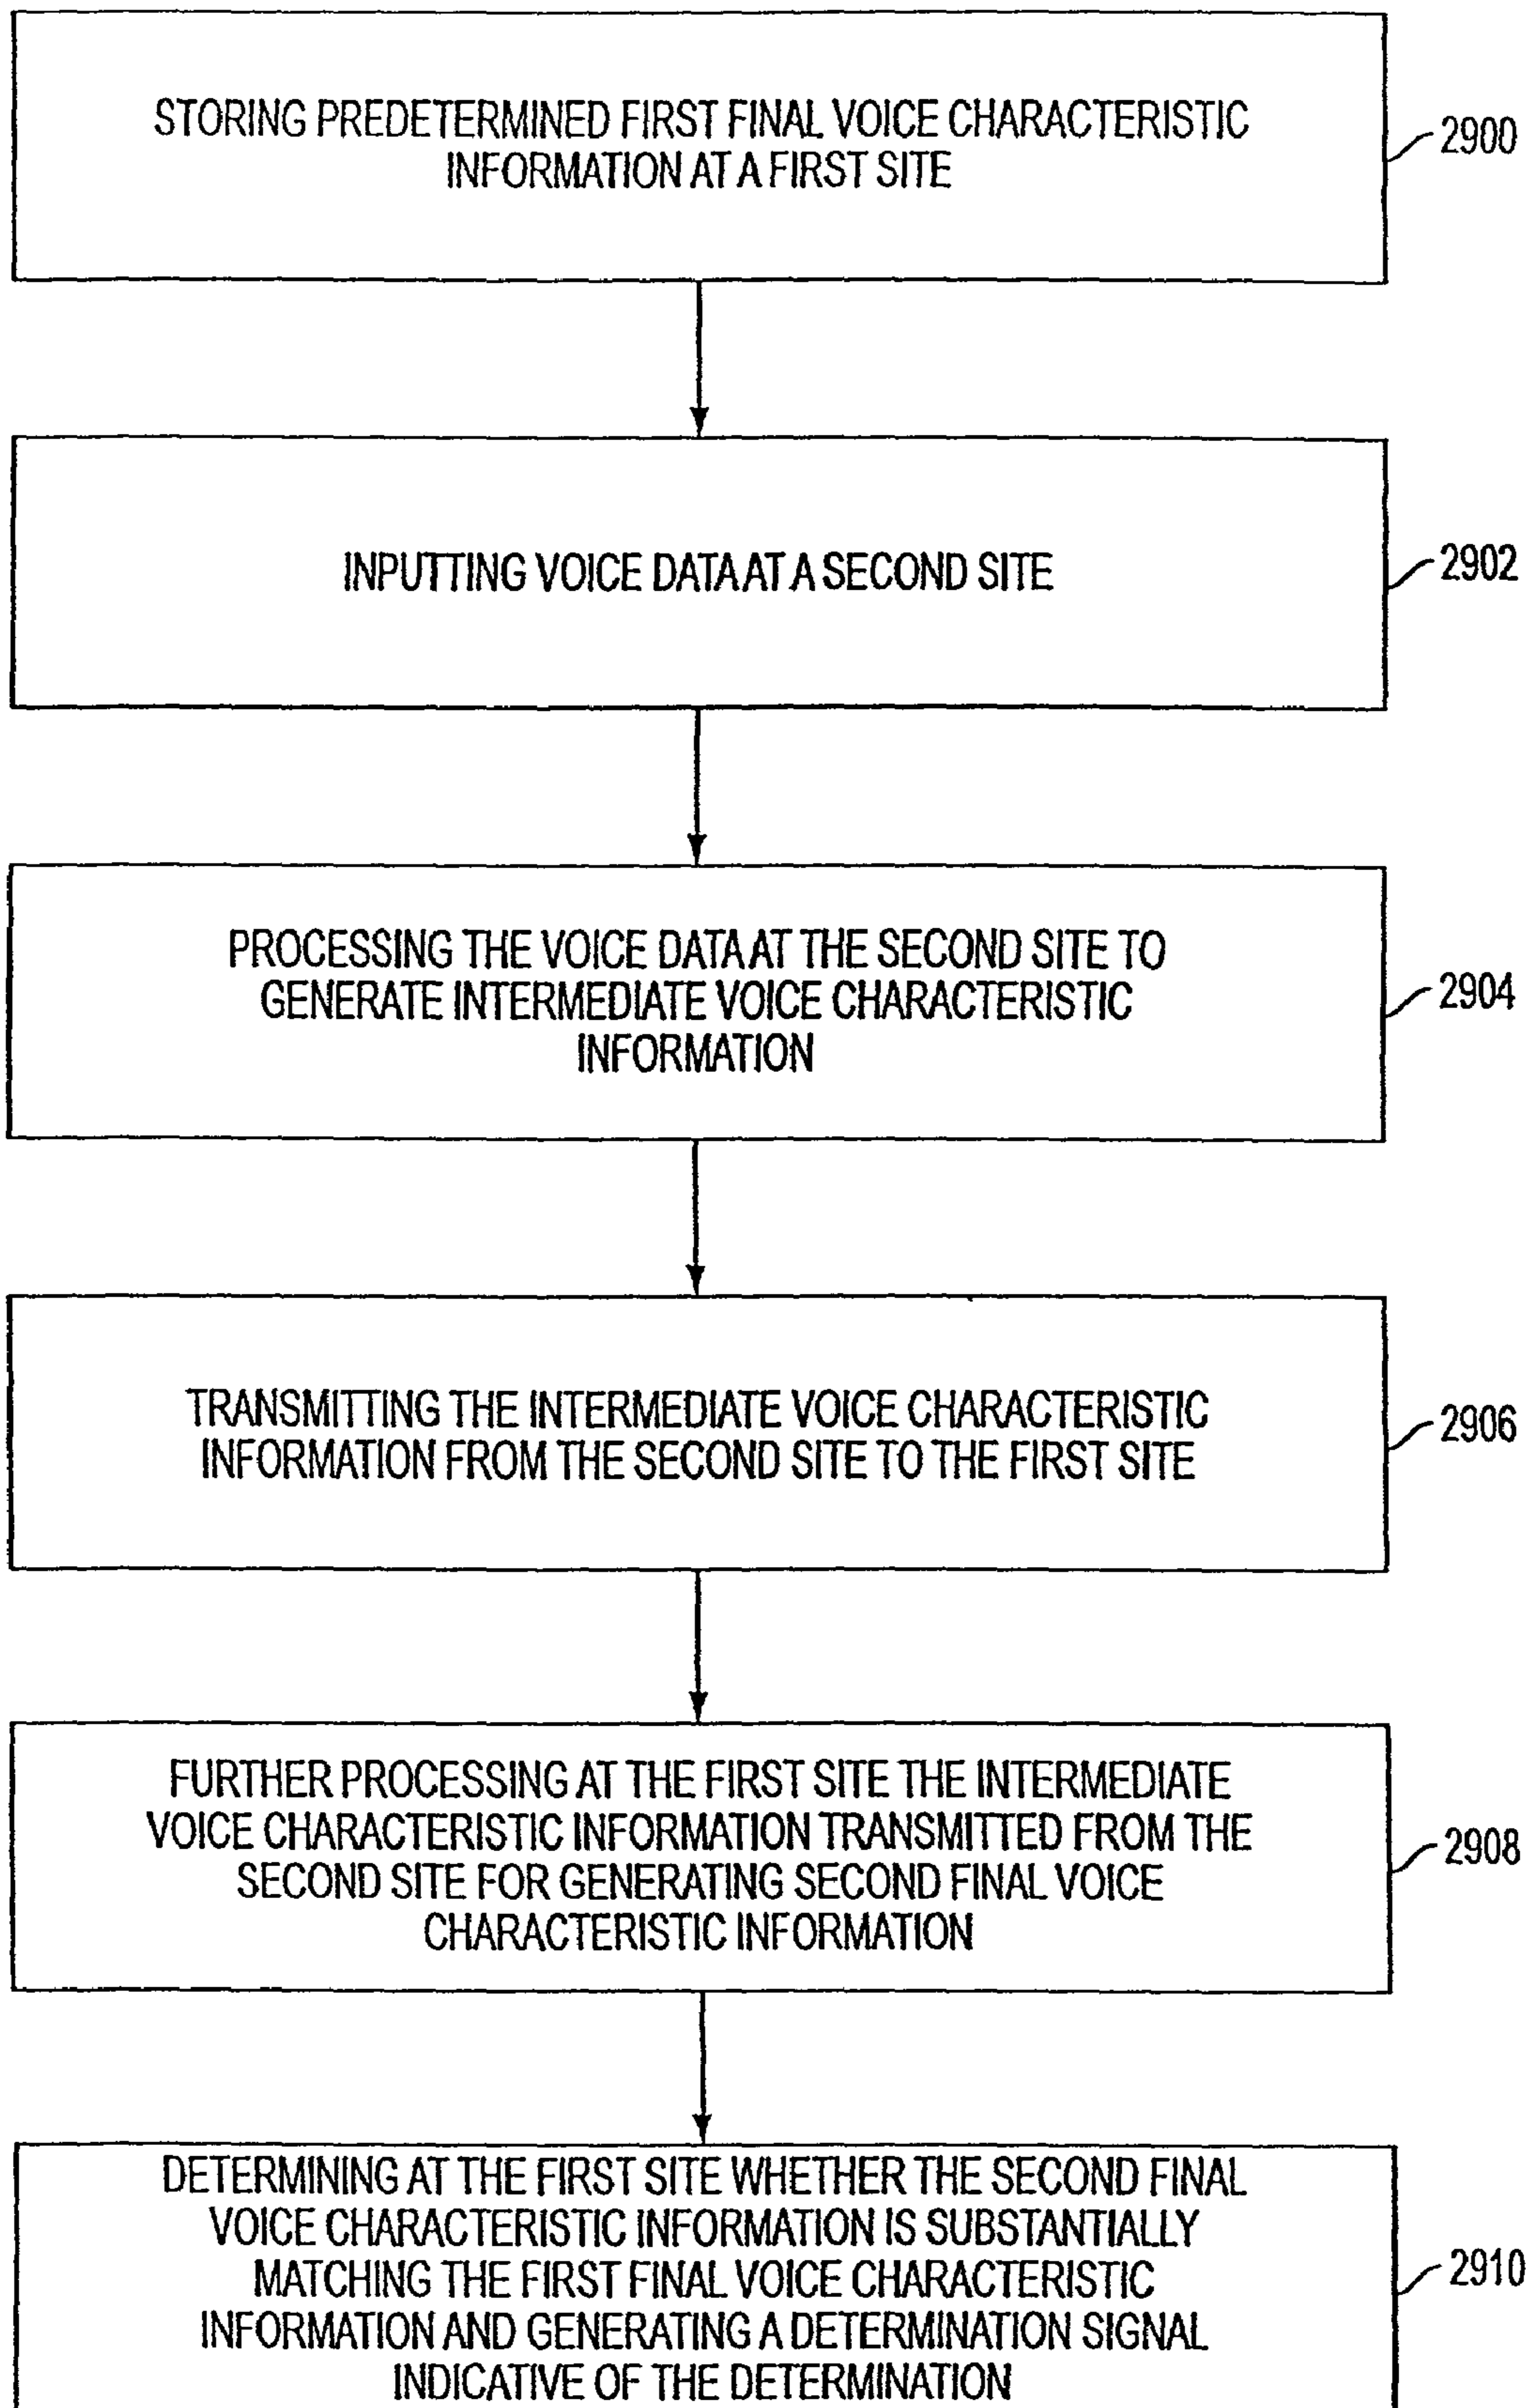 STORING PREDETERMINED FIRST FINAL VOICE CHARACTERISTIC
INFORMATION AT A FIRST SITE
2900
INPUTTING VOICE DATA AT A SECOND SITE
2902
PROCESSING THE VOICE DATA AT THE SECOND SITE TO
GENERATE INTERMEDIATE VOICE CHARACTERISTIC
INFORMATION
2904
TRANSMITTING THE INTERMEDIATE VOICE CHARACTERISTIC
INFORMATION FROM THE SECOND SITE TO THE FIRST SITE
2906
FURTHER PROCESSING AT THE FIRST SITE THE INTERMEDIATE
VOICE CHARACTERISTIC INFORMATION TRANSMITTED FROM THE
SECOND SITE FOR GENERATING SECOND FINAL VOICE
CHARACTERISTIC INFORMATION
2908
DETERMINING AT THE FIRST SITE WHETHER THE SECOND FINAL
VOICE CHARACTERISTIC INFORMATION IS SUBSTANTIALLY
MATCHING THE FIRST FINAL VOICE CHARACTERISTIC
INFORMATION AND GENERATING A DETERMINATION SIGNAL
INDICATIVE OF THE DETERMINATION
2910